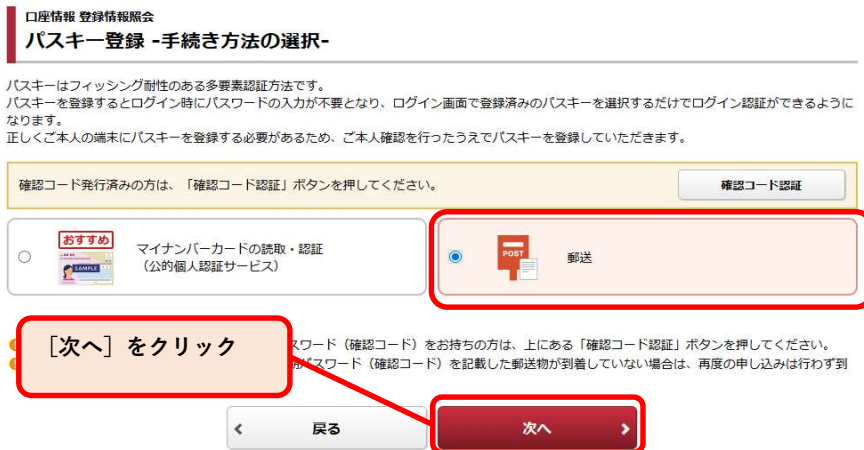 口座情報 登録情報照会
パスキー登録 -手続き方法の選択-
パスキーはフィッシング耐性のある多要素認証方法です。
パスキーを登録するとログイン時にパスワードの入力が不要となり、ログイン画面で登録済みのパスキーを選択するだけでログイン認証ができるように
なります。
正しくご本人の端末にパスキーを登録する必要があるため、ご本人確認を行ったうえでパスキーを登録していただきます。
確認コード発行済みの方は、「確認コード認証」ボタンを押してください。
確認コード認証
おすすめ
SAMPLE
マイナンバーカードの読取・認証
（公的個人認証サービス）
POST
郵送
［次へ］をクリック
スワード（確認コード）をお持ちの方は、上にある「確認コード認証」ボタンを押してください。
パスワード（確認コード）を記載した郵送物が到着していない場合は、再度の申し込みは行わず到
戻る
次へ